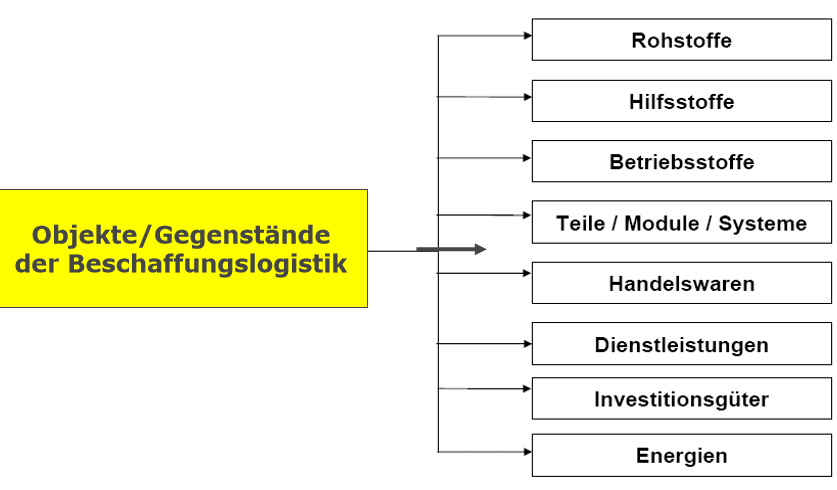 Objekte/Gegenstände
der Beschaffungslogistik
Rohstoffe
Hilfsstoffe
Betriebsstoffe
Teile / Module / Systeme
Handelswaren
Dienstleistungen
Investitionsgüter
Energien